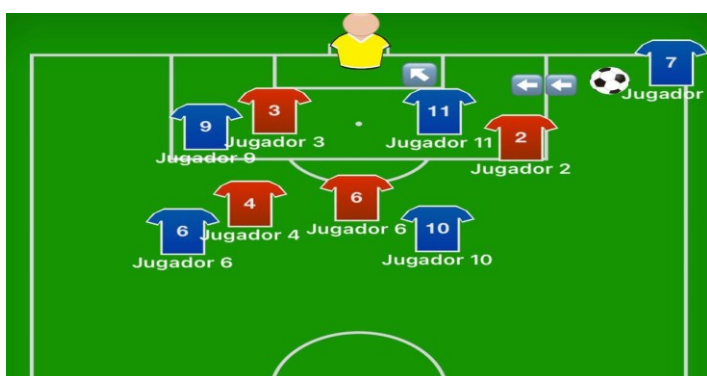 7
Jugador
3
Jugador 3
9
Jugador 9
11
Jugador 11
2
Jugador 2
4
Jugador 4
6
Jugador 6
6
Jugador 6
10
Jugador 10